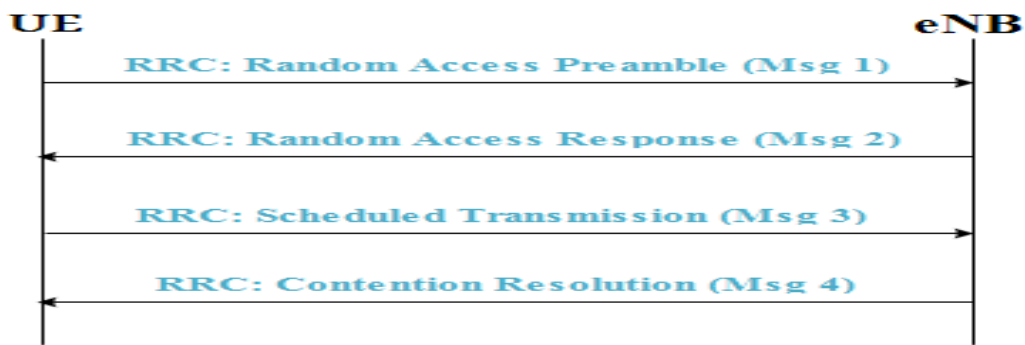 UE eNB
RRC: Random Access Preamble (Msg 1)
RRC: Random Access Response (Msg 2)
RRC: Scheduled Transmission (Msg 3)
RRC: Contention Resolution (Msg 4)